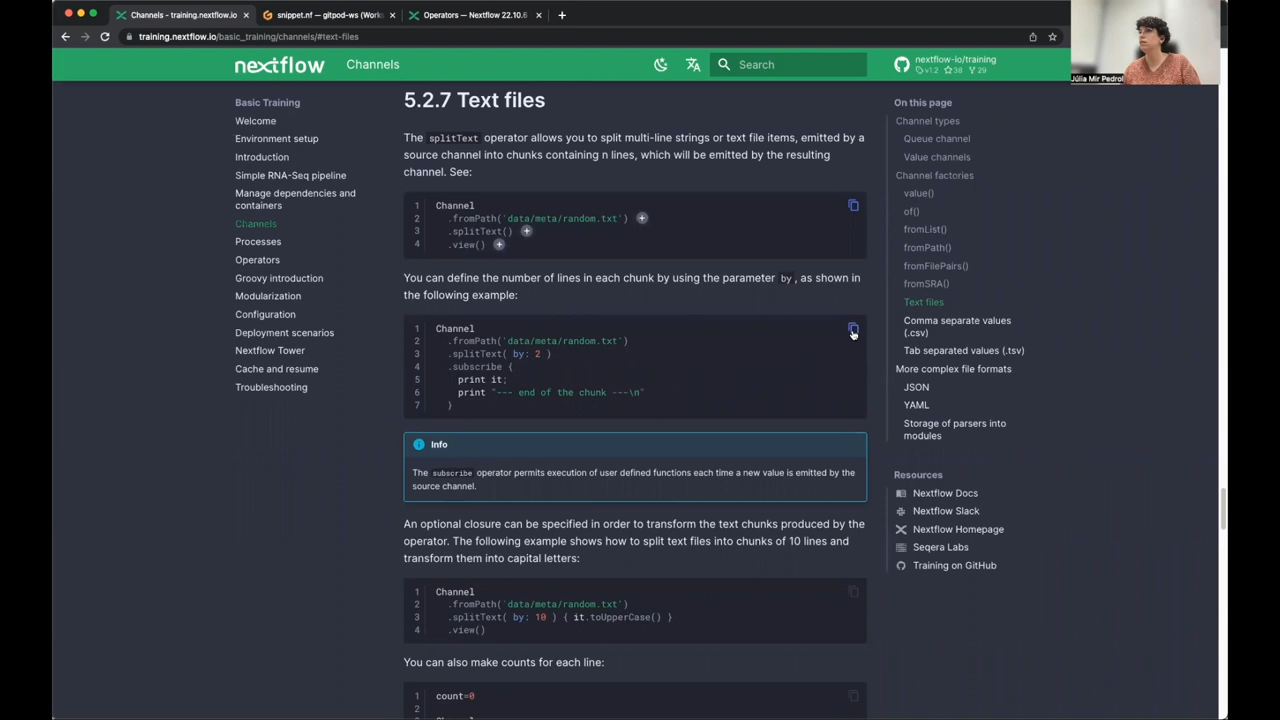 Channels - training.nextflow.io
snippet.nf — gitpod-ws (Works
Operators — Nextflow 22.10.6
training.nextflow.io/basic_training/channels/#text-files
nextflow
Channels
Search
nextflow-io/training
v1.2 38 29
Júlia Mir Pedrol
Basic Training
Welcome
Environment setup
Introduction
Simple RNA-Seq pipeline
Manage dependencies and
containers
Channels
Processes
Operators
Groovy introduction
Modularization
Configuration
Deployment scenarios
Nextflow Tower
Cache and resume
Troubleshooting
5.2.7 Text files
The splitText operator allows you to split multi-line strings or text file items, emitted by a
source channel into chunks containing n lines, which will be emitted by the resulting
channel. See:
1 Channel
2 .fromPath('data/meta/random.txt')
3 .splitText()
4 .view()
You can define the number of lines in each chunk by using the parameter by, as shown in
the following example:
1 Channel
2 .fromPath('data/meta/random.txt')
3 .splitText( by: 2 )
4 .subscribe {
5 print it;
6 print "--- end of the chunk ---\n"
7 }
Info
The subscribe operator permits execution of user defined functions each time a new value is emitted by the
source channel.
An optional closure can be specified in order to transform the text chunks produced by the
operator. The following example shows how to split text files into chunks of 10 lines and
transform them into capital letters:
1 Channel
2 .fromPath('data/meta/random.txt')
3 .splitText( by: 10 ) { it.toUpperCase() }
4 .view()
You can also make counts for each line:
1 count=0
2
On this page
Channel types
Queue channel
Value channels
Channel factories
value()
of()
fromList()
fromPath()
fromFilePairs()
fromSRA()
Text files
Comma separate values
(.csv)
Tab separated values (.tsv)
More complex file formats
JSON
YAML
Storage of parsers into
modules
Resources
Nextflow Docs
Nextflow Slack
Nextflow Homepage
Seqera Labs
Training on GitHub